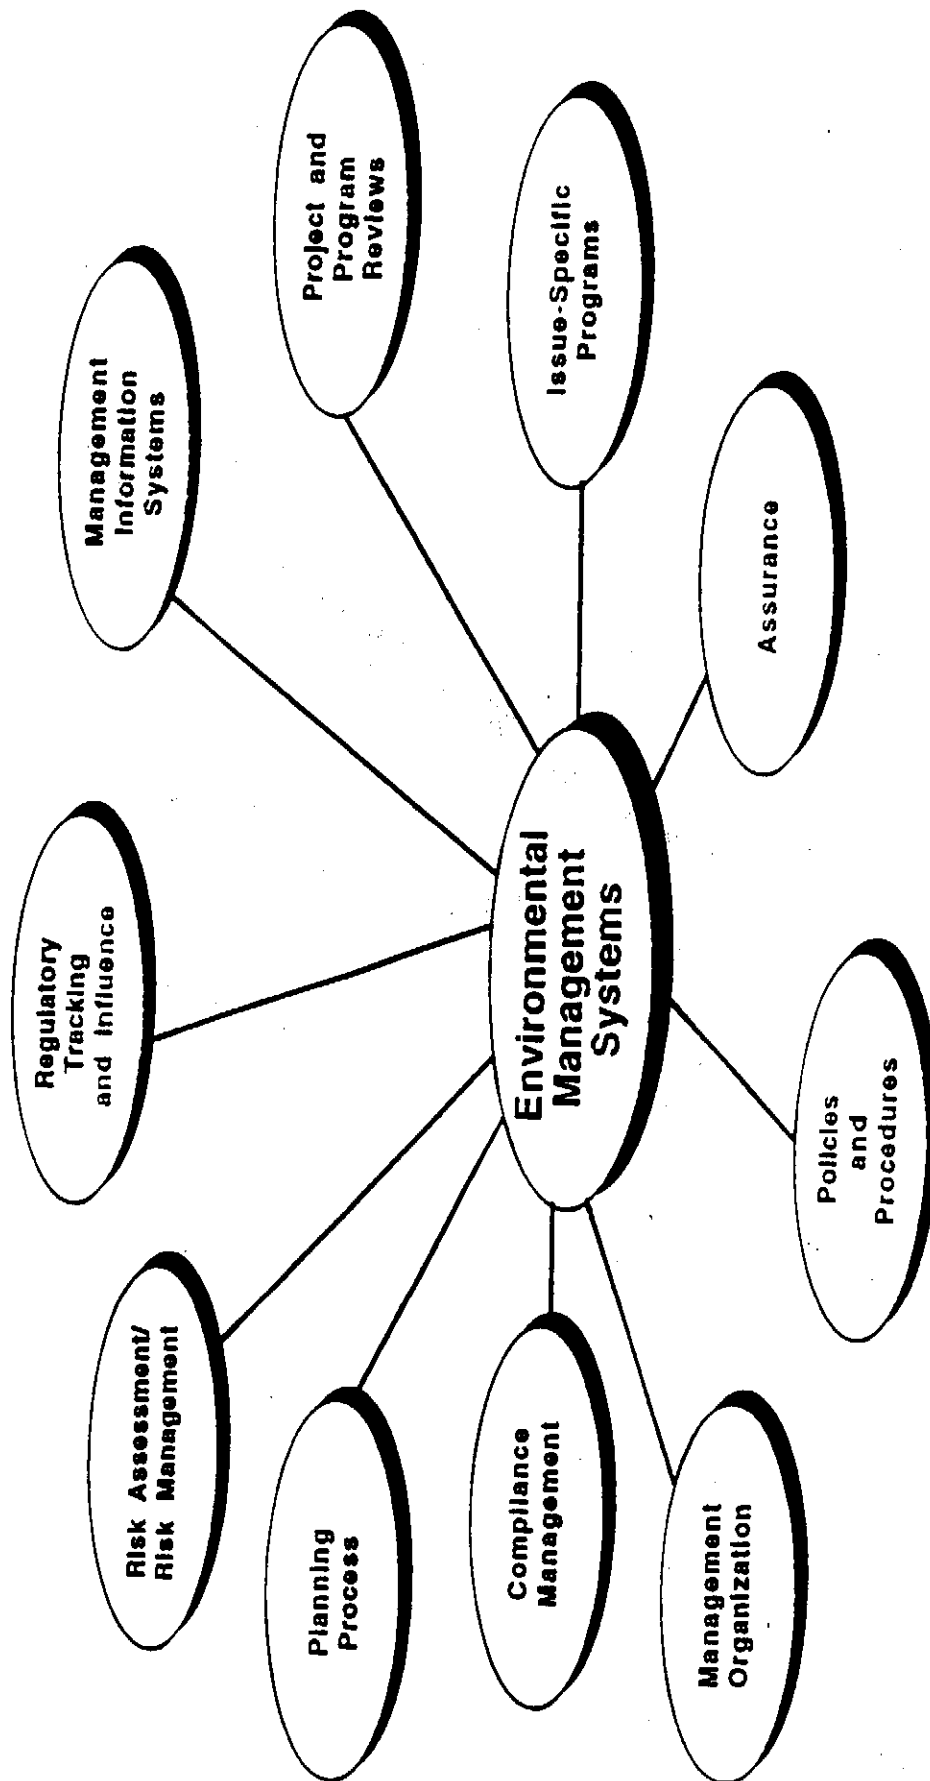 Regulatory
Tracking
and Influence
Risk Assessment/
Risk Management
Management
Information
Systems
Planning
Process
Project and
Program
Reviews
Compliance
Management
Environmental
Management
Systems
Issue-Specific
Programs
Management
Organization
Assurance
Policies
and
Procedures